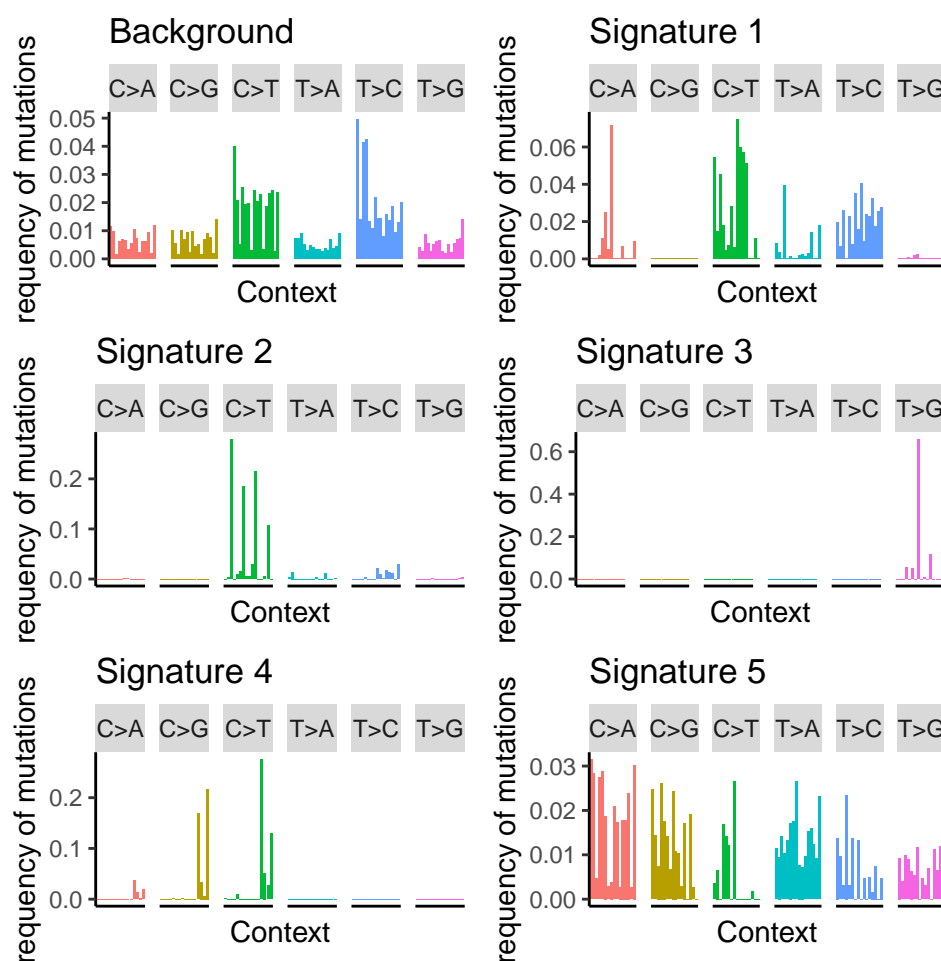 Background
requency of mutations
C>A C>G C>T T>A T>C T>G
0.05
0.04
0.03
0.02
0.01
0.00
Context
Signature 1
requency of mutations
C>A C>G C>T T>A T>C T>G
0.06
0.04
0.02
0.00
Context
Signature 2
requency of mutations
C>A C>G C>T T>A T>C T>G
0.2
0.1
0.0
Context
Signature 3
requency of mutations
C>A C>G C>T T>A T>C T>G
0.6
0.4
0.2
0.0
Context
Signature 4
requency of mutations
C>A C>G C>T T>A T>C T>G
0.2
0.1
0.0
Context
Signature 5
requency of mutations
C>A C>G C>T T>A T>C T>G
0.03
0.02
0.01
0.00
Context